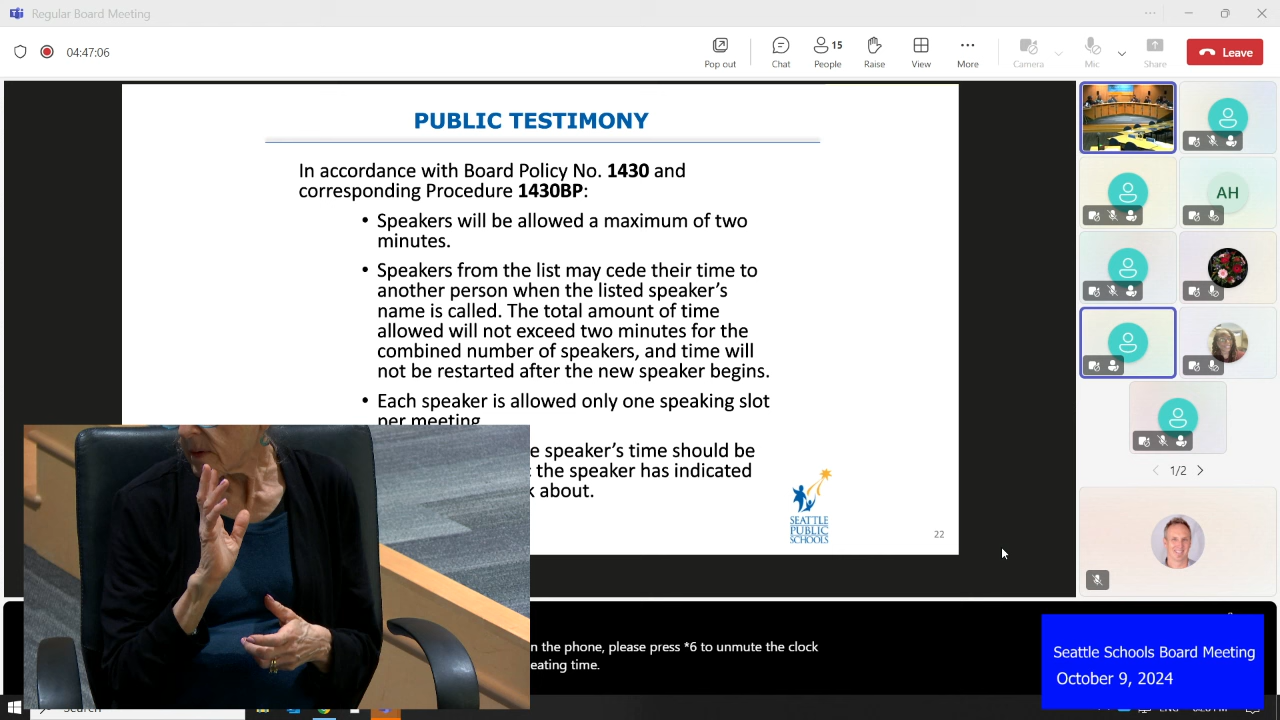 Regular Board Meeting
04:47:06
15
Pop out
Chat
People
Raise
View
More
Camera
Mic
Share
Leave
PUBLIC TESTIMONY
In accordance with Board Policy No. 1430 and
corresponding Procedure 1430BP:
• Speakers will be allowed a maximum of two
minutes.
• Speakers from the list may cede their time to
another person when the listed speaker's
name is called. The total amount of time
allowed will not exceed two minutes for the
combined number of speakers, and time will
not be restarted after the new speaker begins.
• Each speaker is allowed only one speaking slot
per meeting
speaker's time should be
the speaker has indicated
about.
SEATTLE
PUBLIC
SCHOOLS
22
AH
1/2
the phone, please press *6 to unmute the clock
time.
Seattle Schools Board Meeting
October 9, 2024